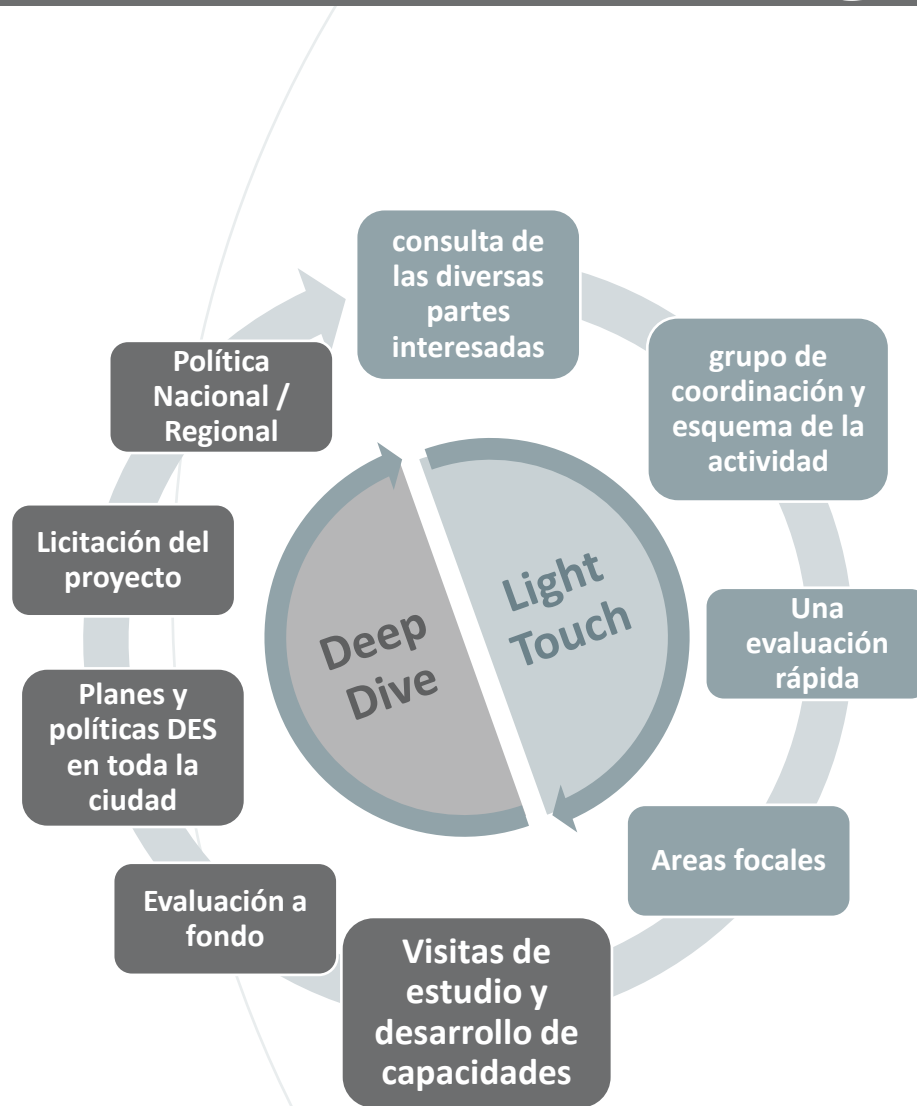 consulta de
las diversas
partes
interesadas
grupo de
coordinación y
esquema de la
actividad
Una
evaluación
rápida
Areas focales
Visitas de
estudio y
desarrollo de
capacidades
Evaluación a
fondo
Planes y
políticas DES
en toda la
ciudad
Licitación del
proyecto
Política
Nacional /
Regional
Deep
Dive
Light
Touch